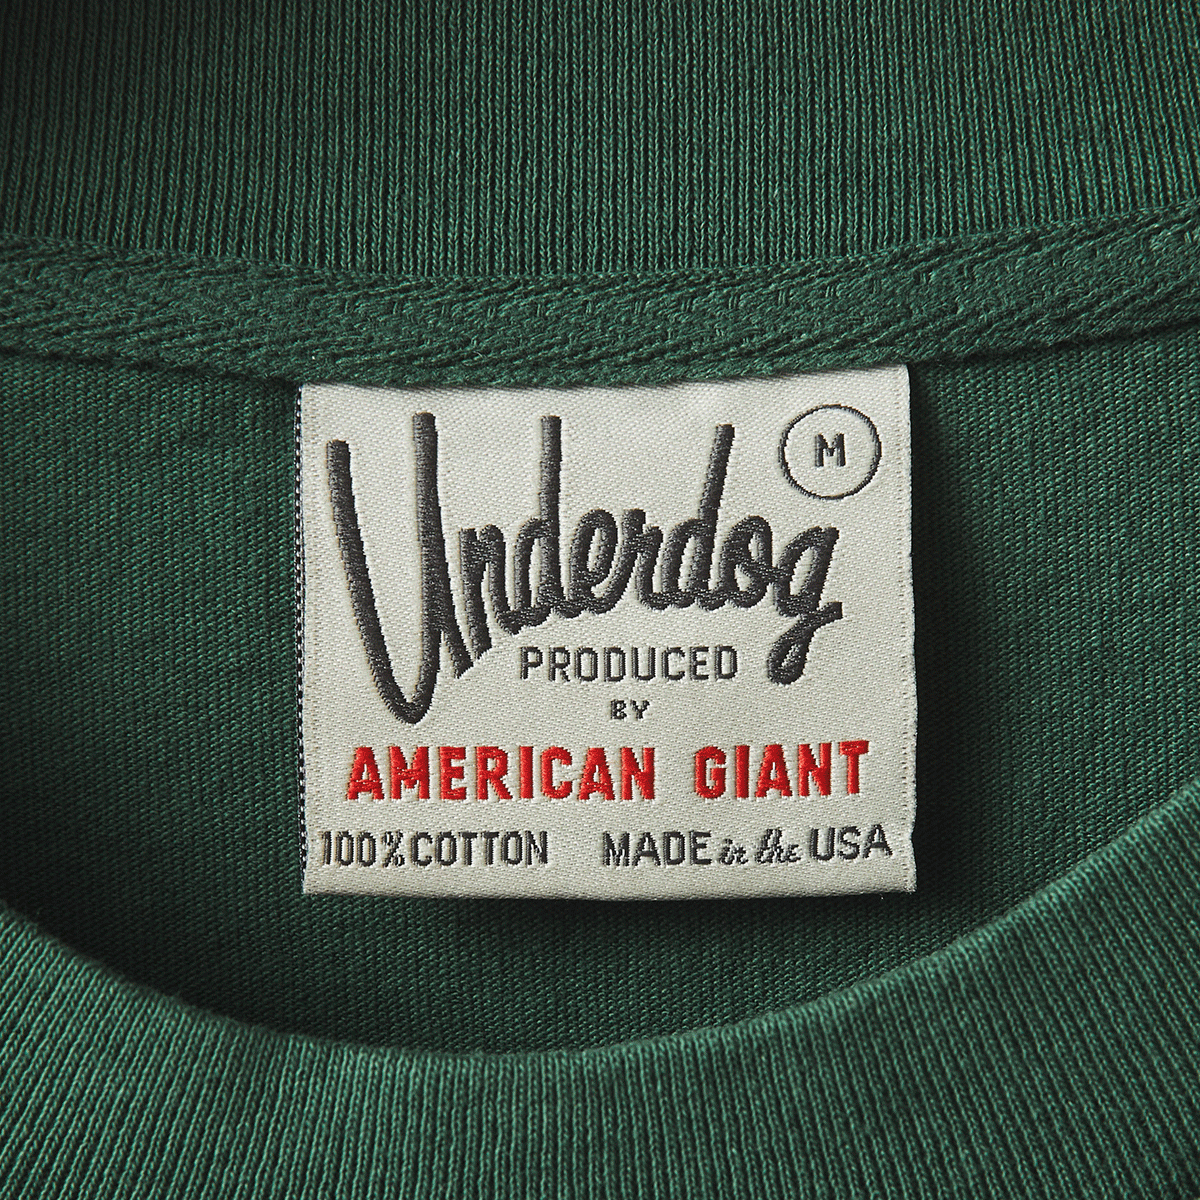 M
Underdog
PRODUCED
BY
AMERICAN GIANT
100% COTTON MADE in the USA